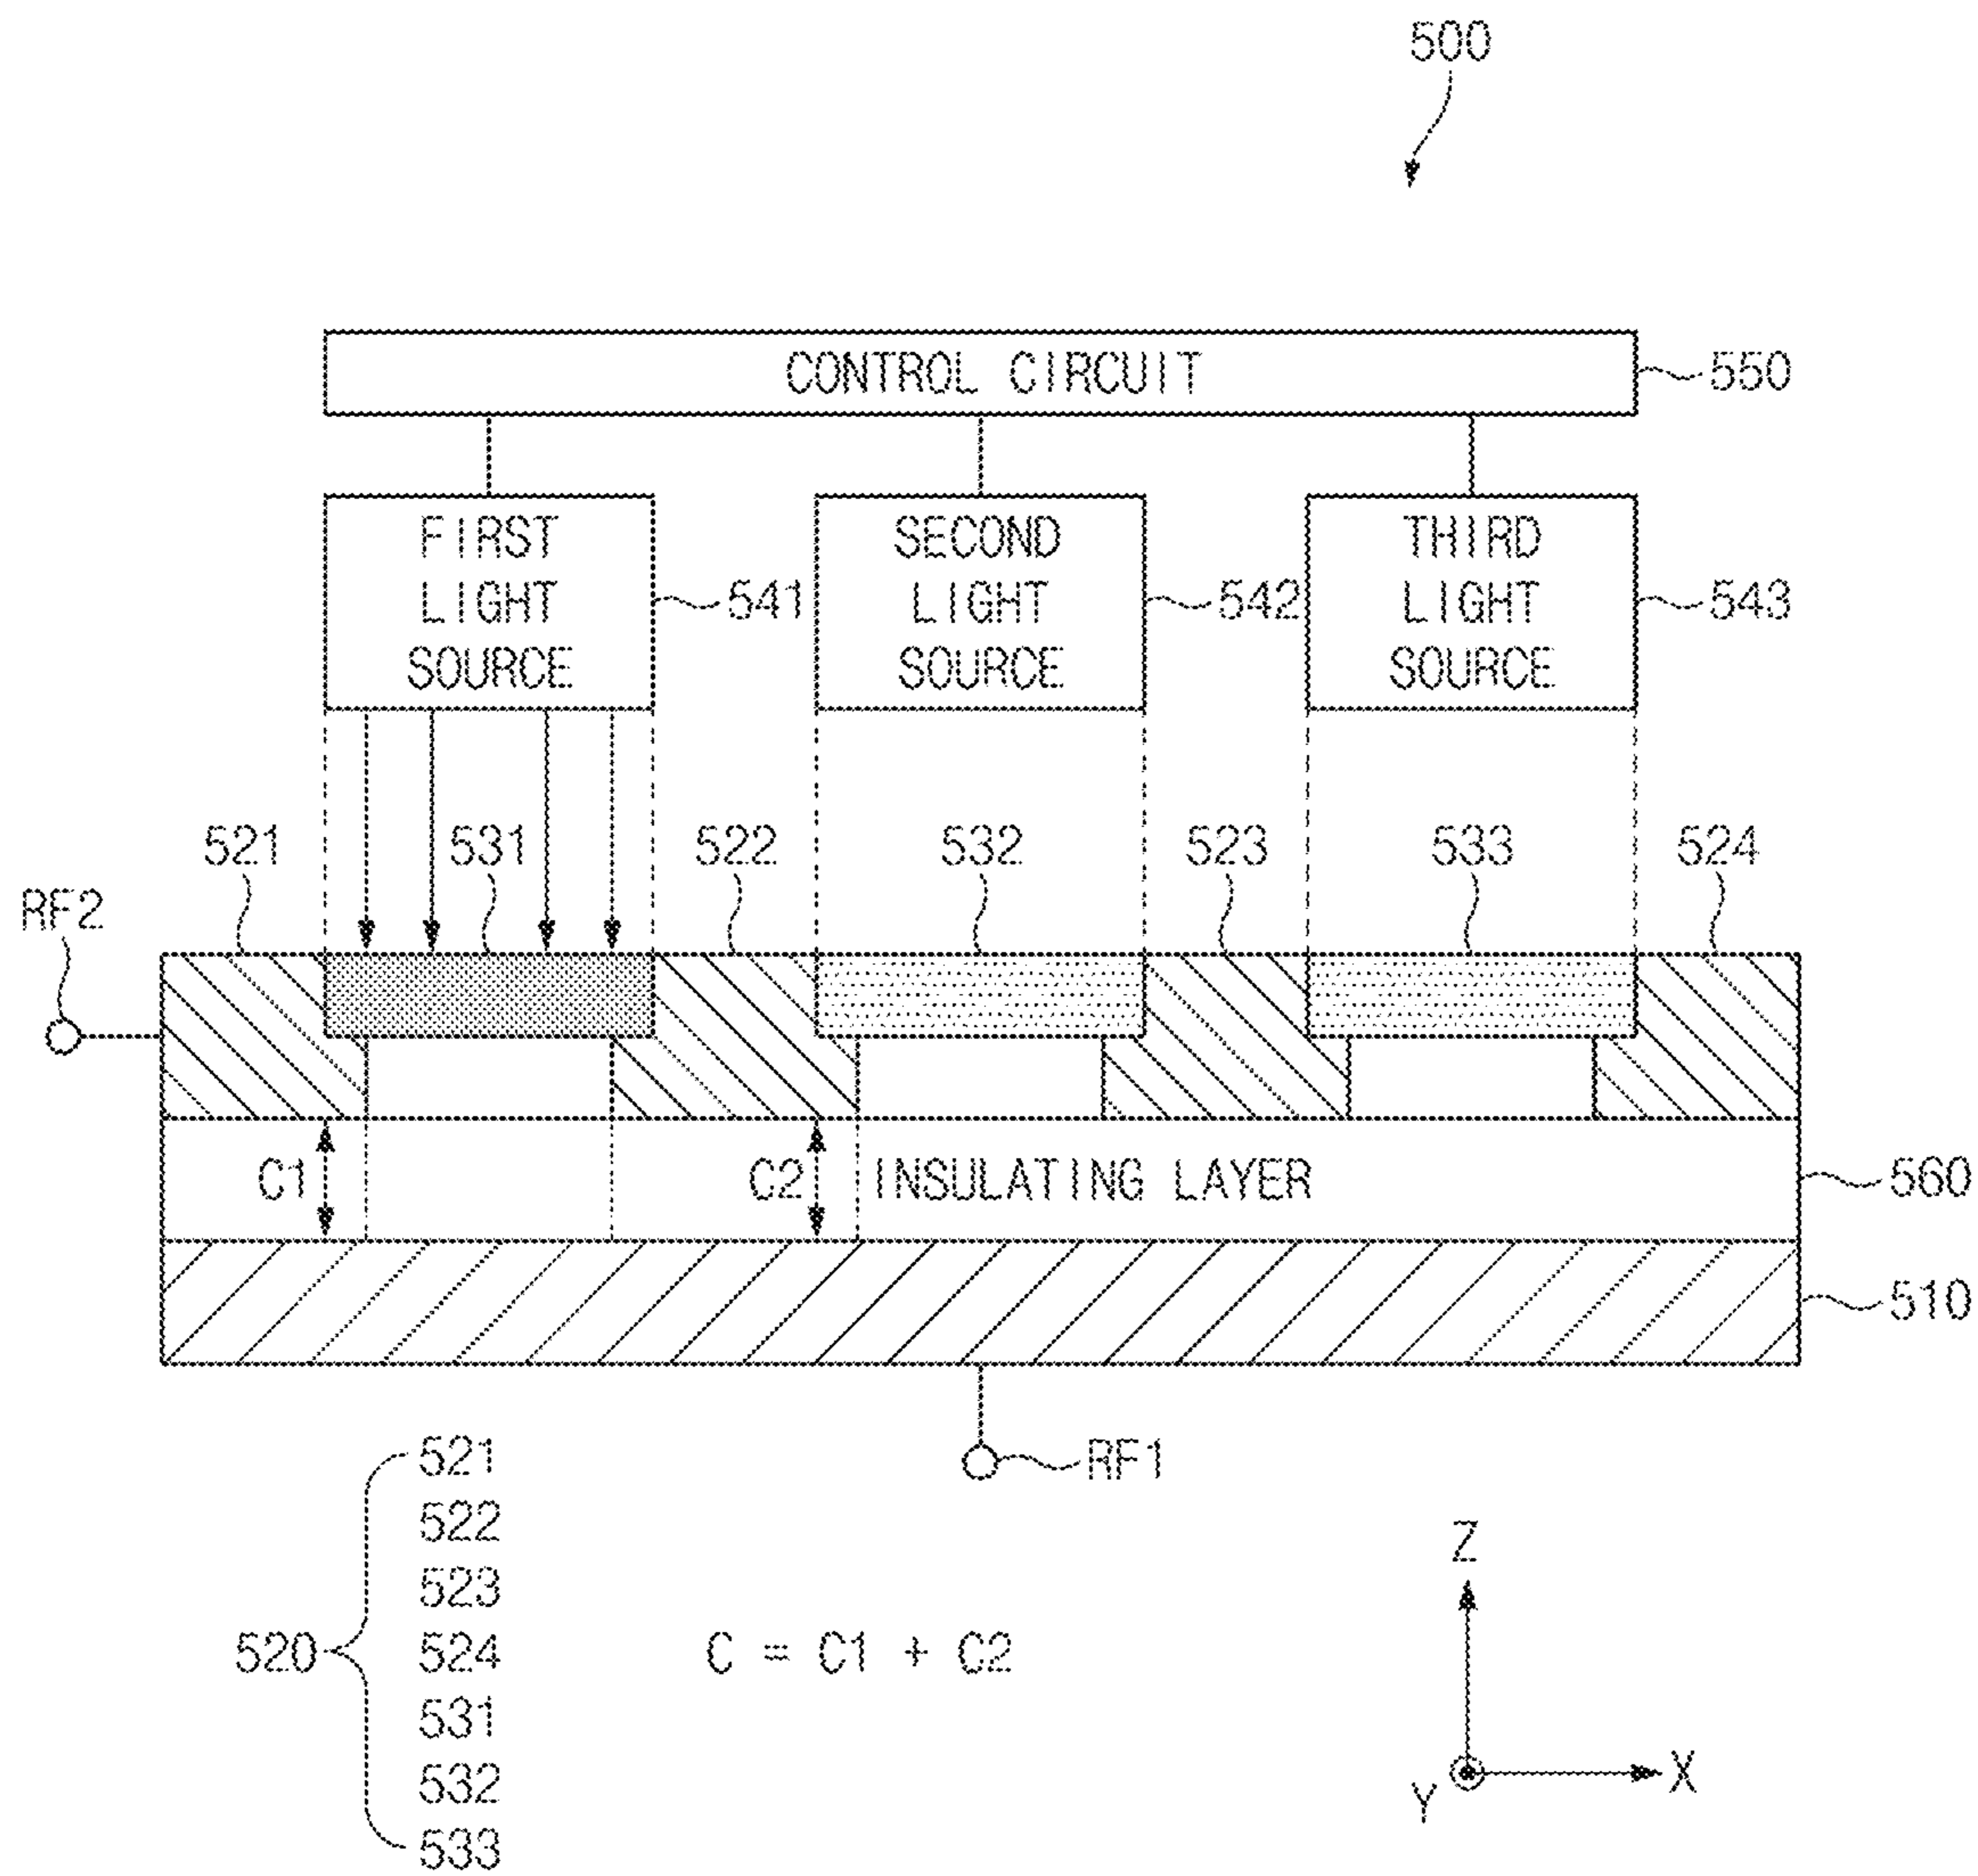 500
CONTROL CIRCUIT
550
FIRST
LIGHT
SOURCE
541
SECOND
LIGHT
SOURCE
542
THIRD
LIGHT
SOURCE
543
521
531
522
532
523
533
524
RF2
C1
C2
INSULATING LAYER
560
510
RF1
520
521
522
523
524
531
532
533
C = C1 + C2
Z
Y
X